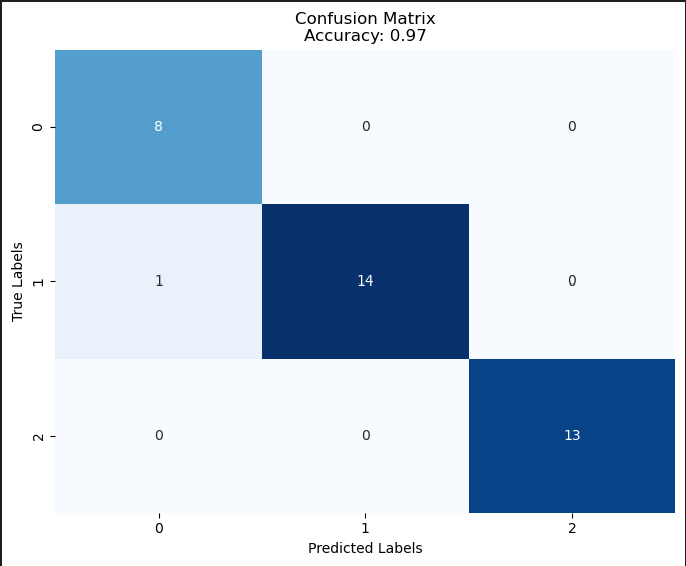 Confusion Matrix
Accuracy: 0.97
0 8 0 0
True Labels
1 1 14 0
2 0 0 13
0 1 2
Predicted Labels